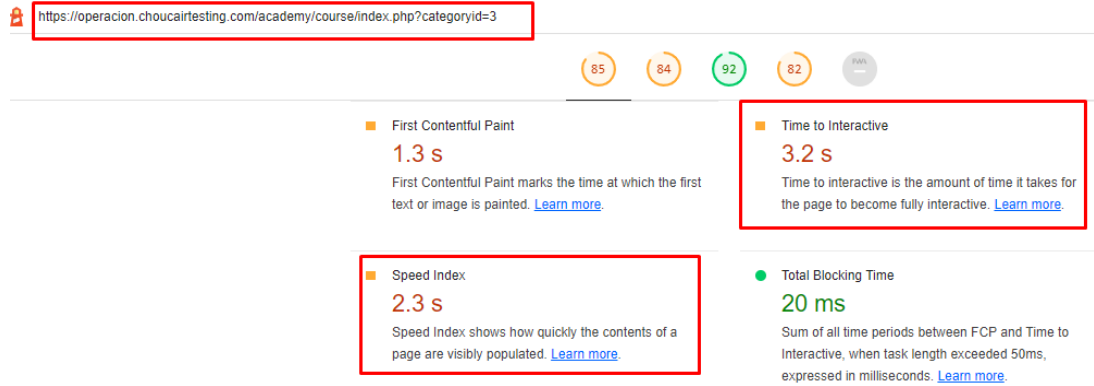 https://operacion.choucairtesting.com/academy/course/index.php?categoryid=3
85 84 92 82 PWA
First Contentful Paint
1.3 s
First Contentful Paint marks the time at which the first
text or image is painted. Learn more.
Time to Interactive
3.2 s
Time to interactive is the amount of time it takes for
the page to become fully interactive. Learn more.
Speed Index
2.3 s
Speed Index shows how quickly the contents of a
page are visibly populated. Learn more.
Total Blocking Time
20 ms
Sum of all time periods between FCP and Time to
Interactive, when task length exceeded 50ms,
expressed in milliseconds. Learn more.